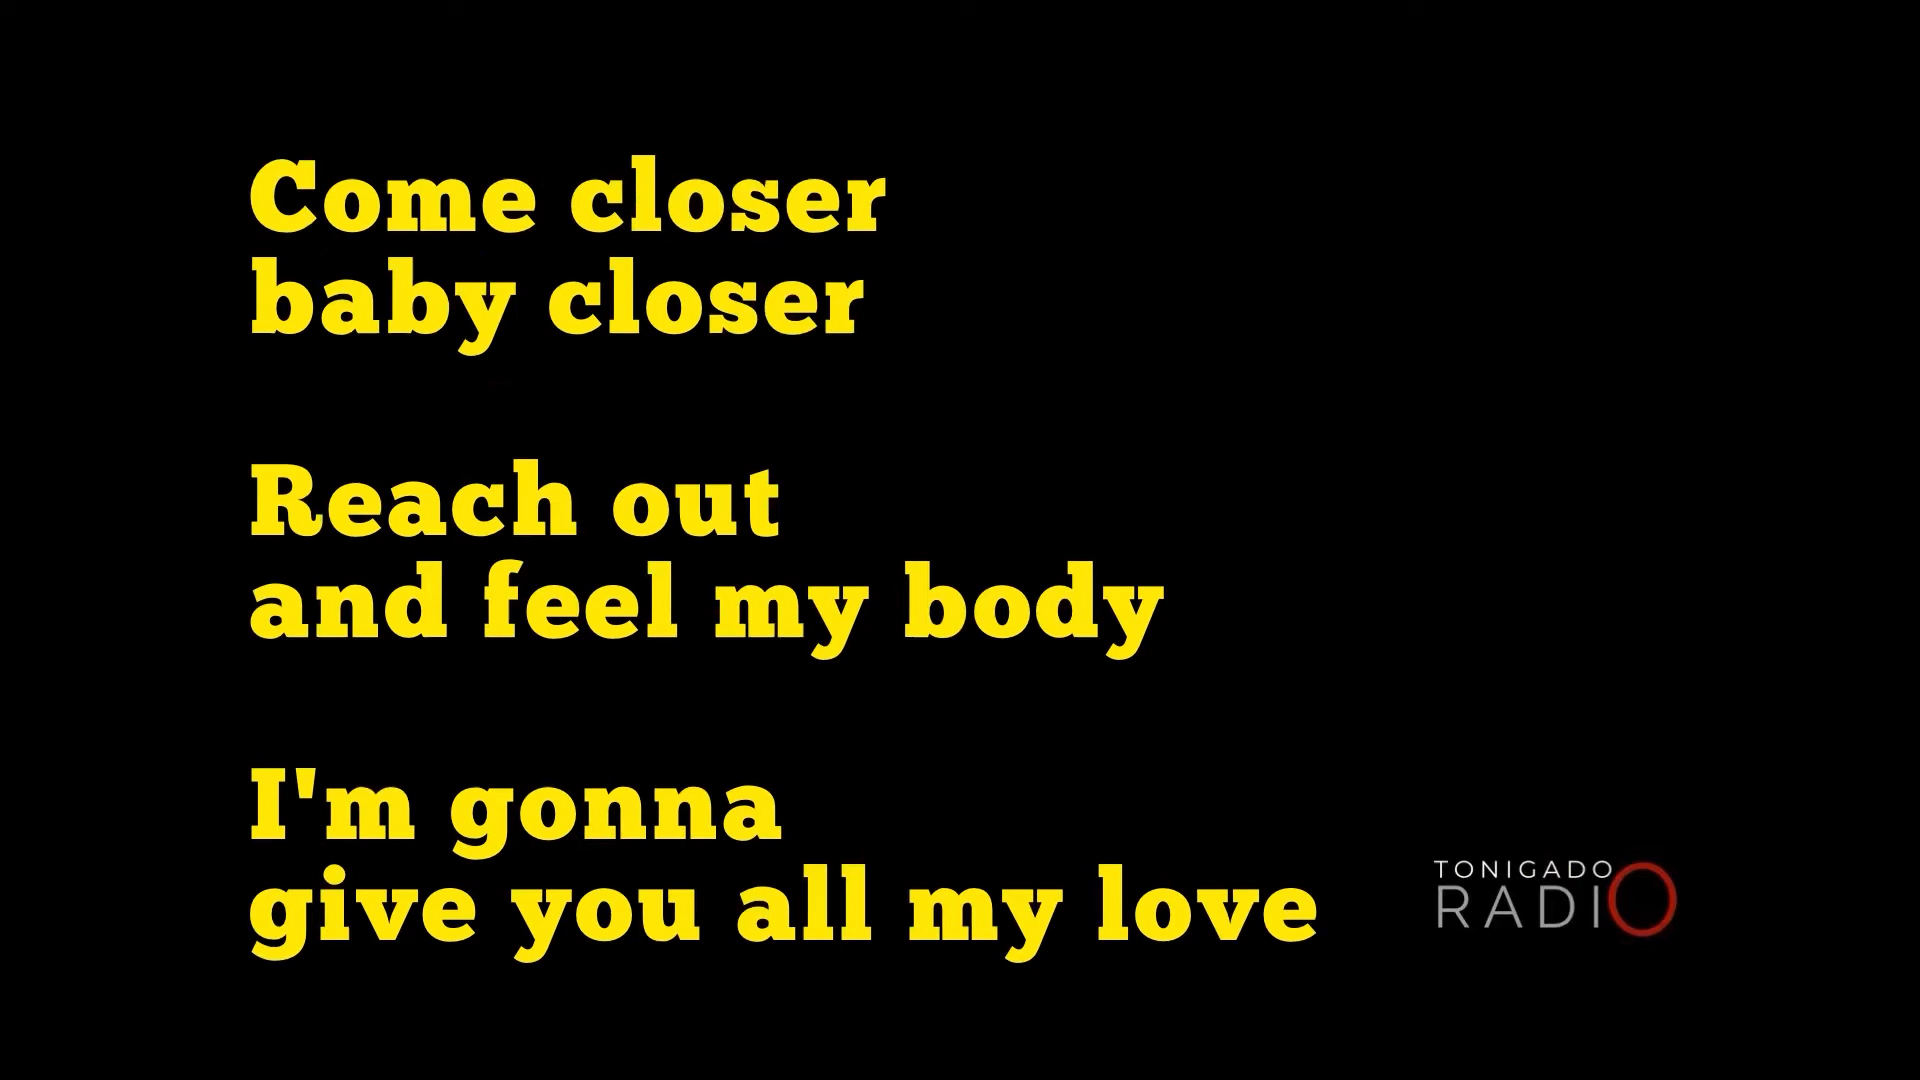 Come closer
baby closer
Reach out
and feel my body
I'm gonna
give you all my love
TONIGADO
RADIO